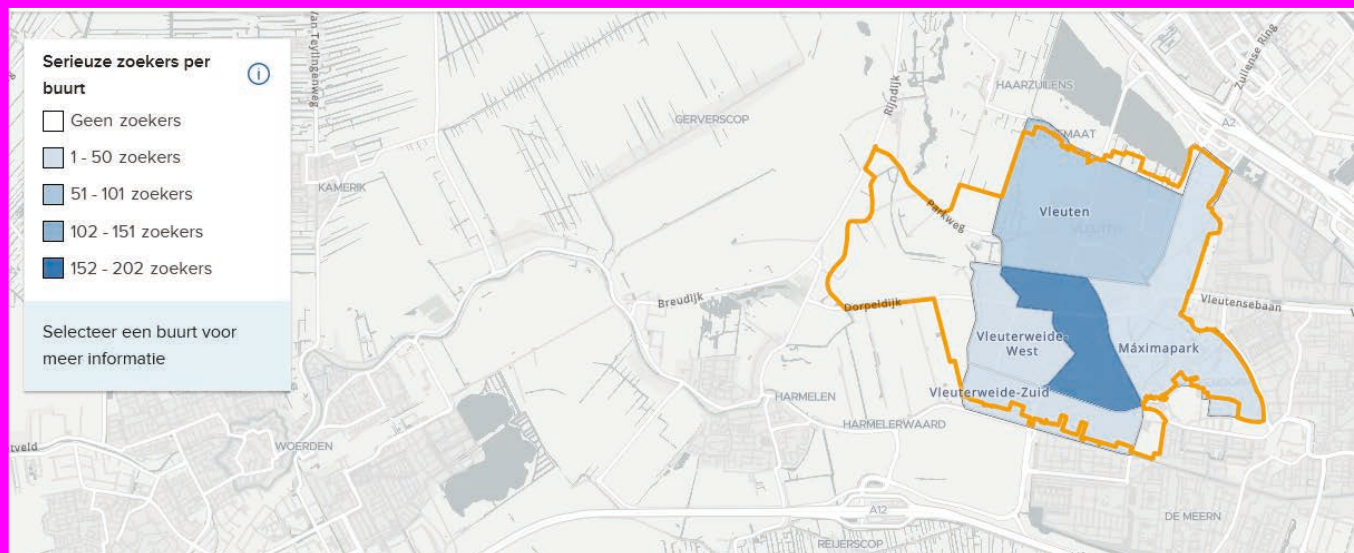 Serieuze zoekers per
buurt
Geen zoekers
1 - 50 zoekers
51 - 101 zoekers
102 - 151 zoekers
152 - 202 zoekers
Selecteer een buurt voor
meer informatie
Van Teylingenweg
KAMERIK
GERVERSCOP
Rijndijk
HAARZUILENS
Zuilense Ring
A2
Vleuten
Parkweg
Breudijk
Dorpeldijk
Vleutensebaan
Vleuterweide-
West
Máximapark
Vleuterweide-Zuid
HARMELEN
HARMELERWAARD
WOERDEN
A12
DE MEERN
REIJERSCOP